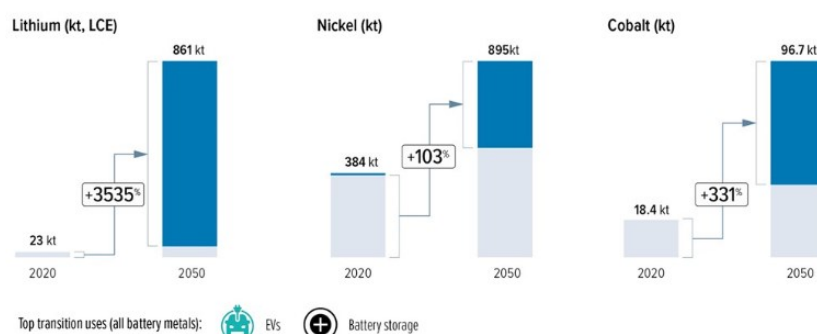 Lithium (kt, LCE)
861 kt
+3535%
23 kt
2020
2050
Nickel (kt)
895kt
384 kt
+103%
2020
2050
Cobalt (kt)
96.7 kt
+331%
18.4 kt
2020
2050
Top transition uses (all battery metals): EVs Battery storage